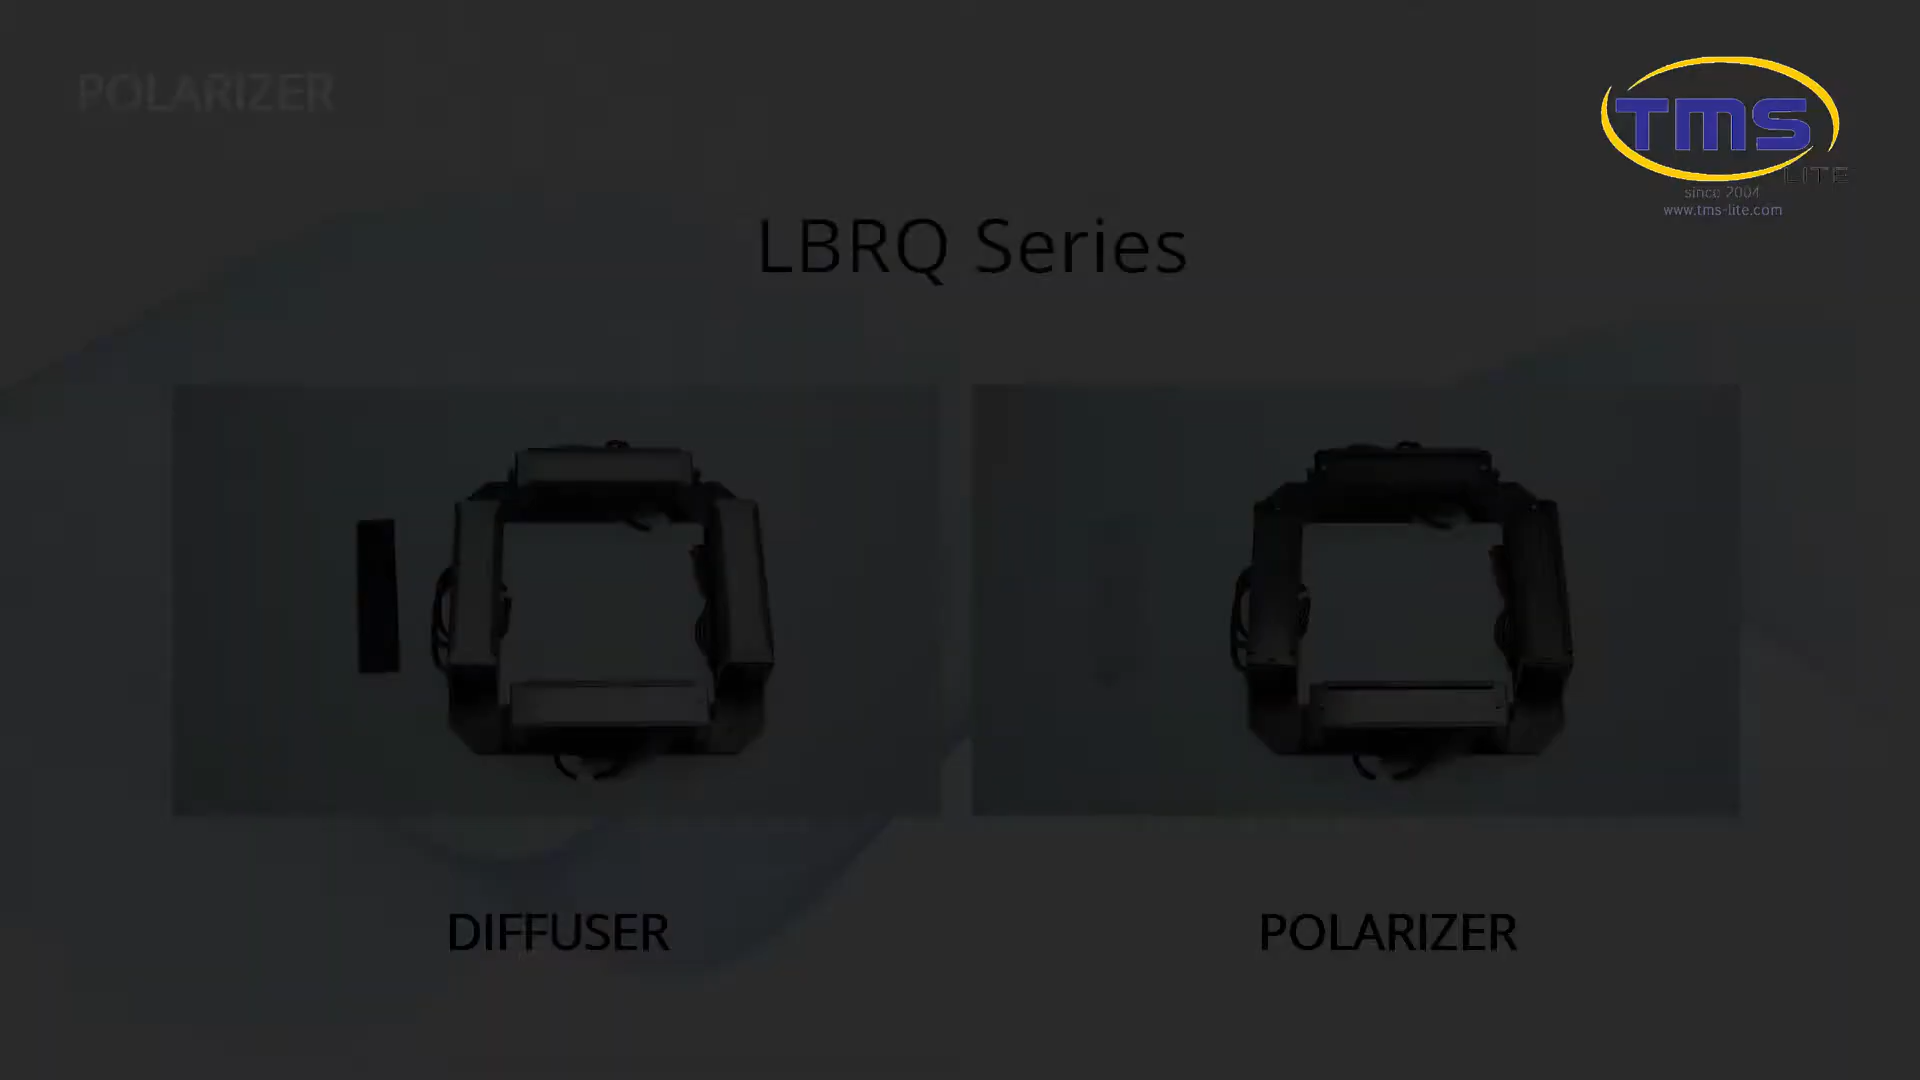 POLARIZER
TMS
LITE
since 2004
www.tms-lite.com
LBRQ Series
DIFFUSER
POLARIZER